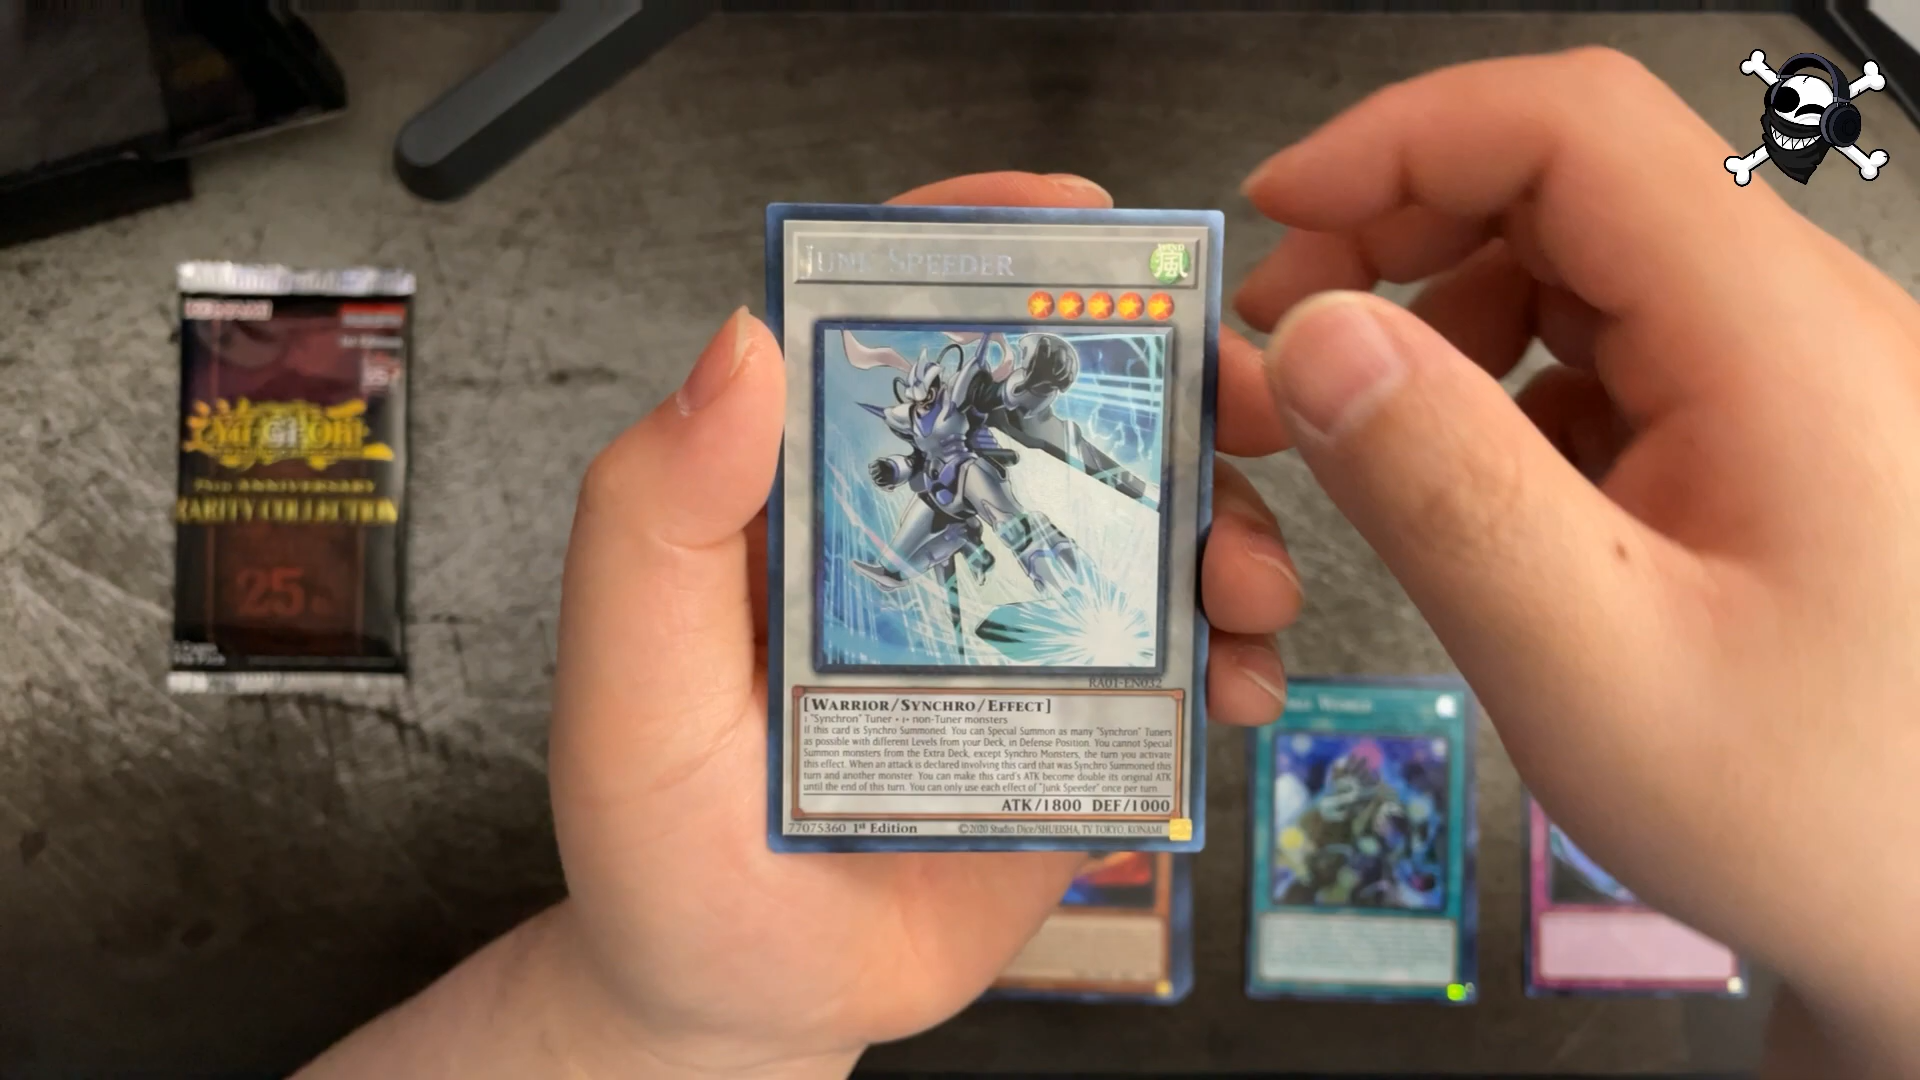 JUNK SPEEDER
WIND
風
RA01-EN032
[WARRIOR/SYNCHRO/EFFECT]
1 "Synchron" Tuner + 1+ non-Tuner monsters
If this card is Synchro Summoned: You can Special Summon as many "Synchron" Tuners
as possible with different Levels from your Deck, in Defense Position. You cannot Special
Summon monsters from the Extra Deck, except Synchro Monsters, the turn you activate
this effect. When an attack is declared involving this card that was Synchro Summoned this
turn and another monster: You can make this card's ATK become double its original ATK
until the end of this turn. You can only use each effect of "Junk Speeder" once per turn.
ATK/1800 DEF/1000
77075360 1st Edition ©2020 Studio Dice/SHUEISHA, TV TOKYO, KONAMI
KONAMI
Yu-Gi-Oh!
25TH ANNIVERSARY
RARITY COLLECTION
25
World